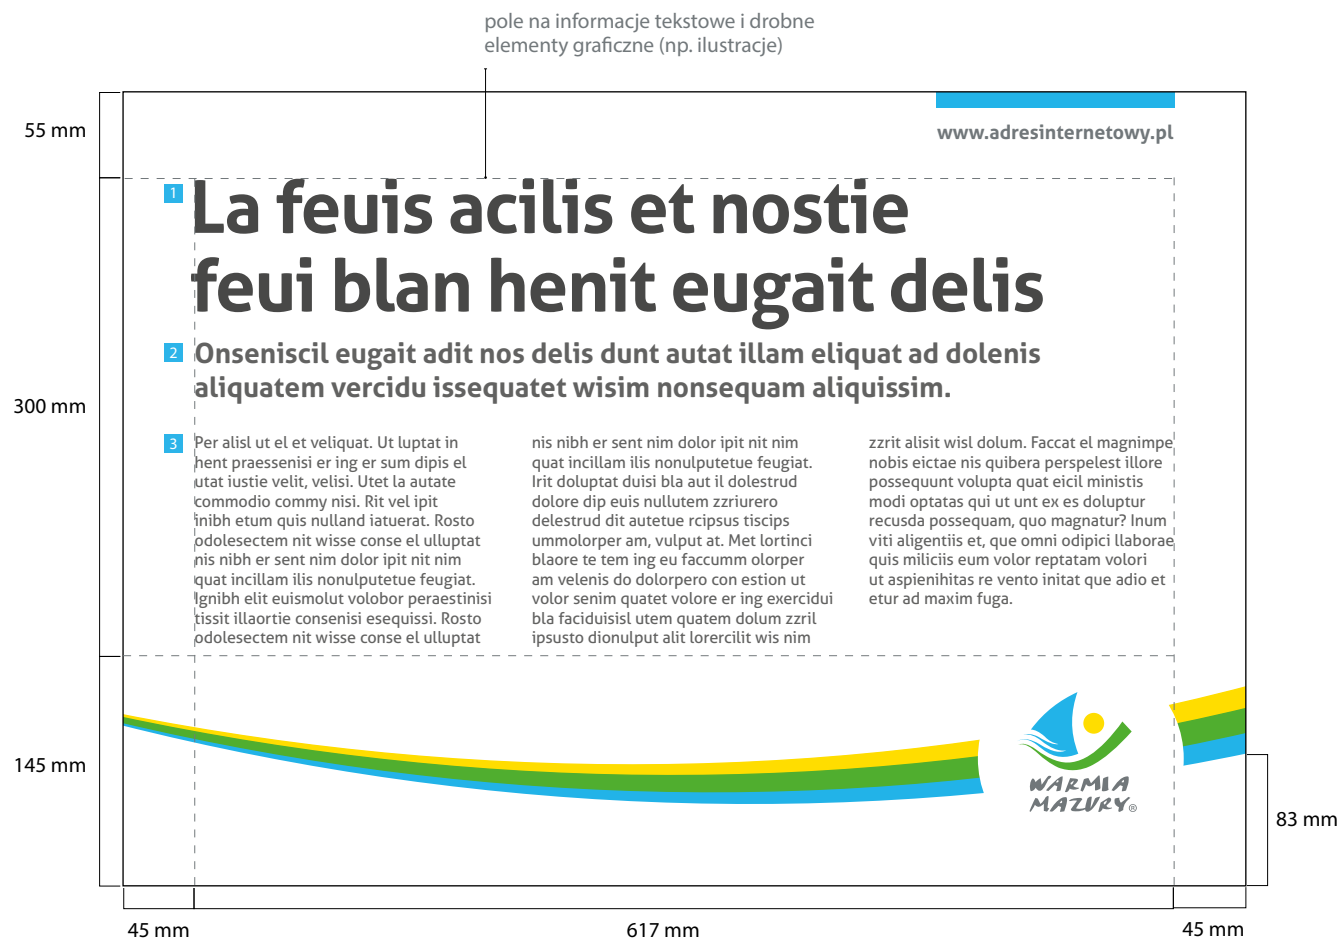 pole na informacje tekstowe i drobne
elementy graficzne (np. ilustracje)
55 mm
www.adresinternetowy.pl
1
La feuis acilis et nostie
feui blan henit eugait delis
2
Onseniscil eugait adit nos delis dunt autat illam eliquat ad dolenis
aliquatem vercidu issequatet wisim nonsequam aliquissim.
300 mm
3
Per alisl ut el et veliquat. Ut luptat in
hent praessenisi er ing er sum dipis el
utat iustie velit, velisi. Utet la autate
commodio commy nisi. Rit vel ipit
inibh etum quis nulland iatuerat. Rosto
odolesectem nit wisse conse el ulluptat
nis nibh er sent nim dolor ipit nit nim
quat incillam ilis nonulputetue feugiat.
Ignibh elit euismolut volobor peraestinisi
tissit illaortie consenisi esequissi. Rosto
odolesectem nit wisse conse el ulluptat
nis nibh er sent nim dolor ipit nit nim
quat incillam ilis nonulputetue feugiat.
Irit doluptat duisi bla aut il dolestrud
dolore dip euis nullutem zzriurero
delestrud dit autetue rcipsus tiscips
ummolorper am, vulput at. Met lortinci
blaore te tem ing eu faccumm olorper
am velenis do dolorpero con estion ut
volor senim quatet volore er ing exercidui
bla faciduisisl utem quatem dolum zzril
ipsusto dionulput alit lorercilit wis nim
zzrit alisit wisl dolum. Faccat el magnimpe
nobis eictae nis quibera perspelest illore
possequunt volupta quat eicil ministis
modi optatas qui ut unt ex es doluptur
recusda possequam, quo magnatur? Inum
viti aligentiis et, que omni odipici llaborae
quis miliciis eum volor reptatam volori
ut aspienihitas re vento initat que adio et
etur ad maxim fuga.
145 mm
WARMIA
MAZURY®
83 mm
45 mm
617 mm
45 mm